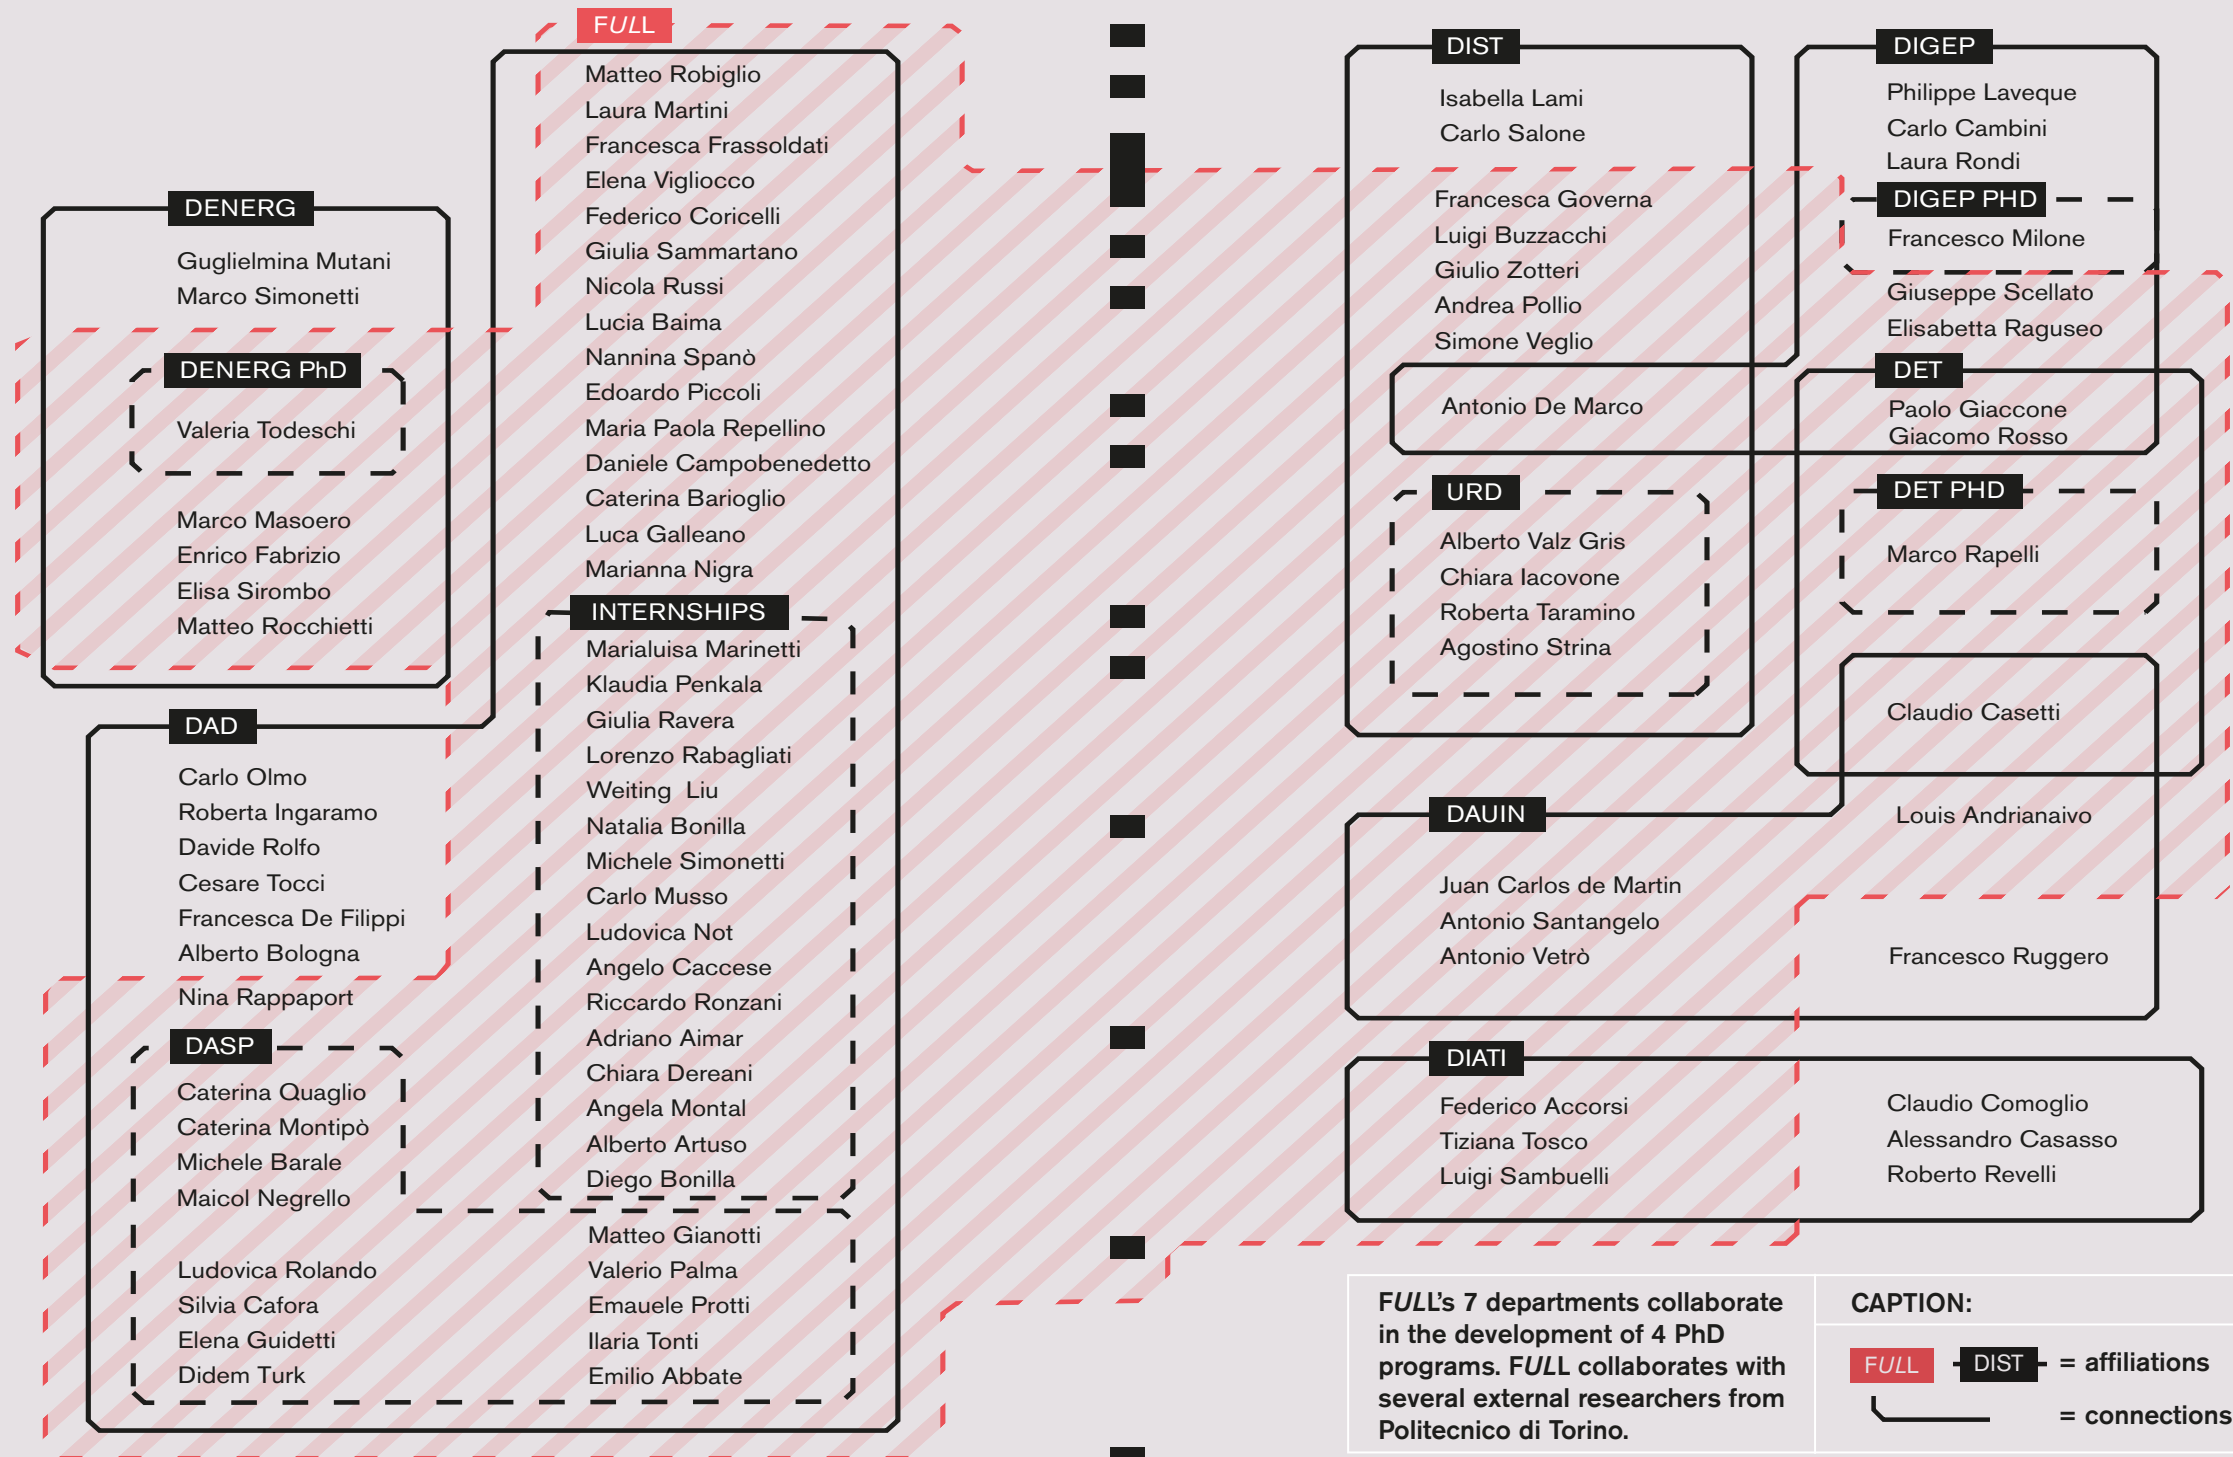 FULL
Matteo Robiglio
Laura Martini
Francesca Frassoldati
Elena Vigliocco
Federico Coricelli
Giulia Sammartano
Nicola Russi
Lucia Baima
Nannina Spanò
Edoardo Piccoli
Maria Paola Repellino
Daniele Campobenedetto
Caterina Barioglio
Luca Galleano
Marianna Nigra
INTERNSHIPS
Marialuisa Marinetti
Klaudia Penkala
Giulia Ravera
Lorenzo Rabagliati
Weiting Liu
Natalia Bonilla
Michele Simonetti
Carlo Musso
Ludovica Not
Angelo Caccese
Riccardo Ronzani
Adriano Aimar
Chiara Dereani
Angela Montal
Alberto Artuso
Diego Bonilla
Matteo Gianotti
Valerio Palma
Emauele Protti
Ilaria Tonti
Emilio Abbate
DENERG
Guglielmina Mutani
Marco Simonetti
DENERG PhD
Valeria Todeschi
Marco Masoero
Enrico Fabrizio
Elisa Sirombo
Matteo Rocchietti
DAD
Carlo Olmo
Roberta Ingaramo
Davide Rolfo
Cesare Tocci
Francesca De Filippi
Alberto Bologna
Nina Rappaport
DASP
Caterina Quaglio
Caterina Montipò
Michele Barale
Maicol Negrello
Ludovica Rolando
Silvia Cafora
Elena Guidetti
Didem Turk
DIST
Isabella Lami
Carlo Salone
Francesca Governa
Luigi Buzzacchi
Giulio Zotteri
Andrea Pollio
Simone Veglio
Antonio De Marco
URD
Alberto Valz Gris
Chiara Iacovone
Roberta Taramino
Agostino Strina
DIGEP
Philippe Laveque
Carlo Cambini
Laura Rondi
DIGEP PHD
Francesco Milone
Giuseppe Scellato
Elisabetta Raguseo
DET
Paolo Giaccone
Giacomo Rosso
DET PHD
Marco Rapelli
Claudio Casetti
Louis Andrianaivo
DAUIN
Juan Carlos de Martin
Antonio Santangelo
Antonio Vetrò
Francesco Ruggero
DIATI
Federico Accorsi
Tiziana Tosco
Luigi Sambuelli
Claudio Comoglio
Alessandro Casasso
Roberto Revelli
FULL's 7 departments collaborate
in the development of 4 PhD
programs. FULL collaborates with
several external researchers from
Politecnico di Torino.
CAPTION:
FULL DIST = affiliations
= connections